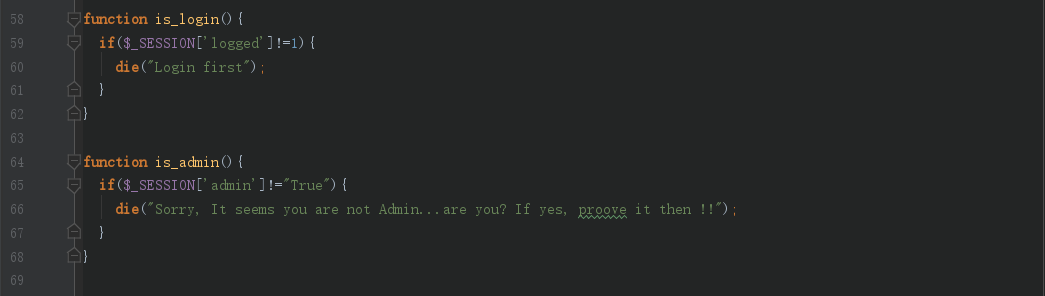 58 function is_login(){
59 if($_SESSION['logged']!=1){
60 die("Login first");
61 }
62 }
63
64 function is_admin(){
65 if($_SESSION['admin']!="True"){
66 die("Sorry, It seems you are not Admin...are you? If yes, proove it then !!");
67 }
68 }
69